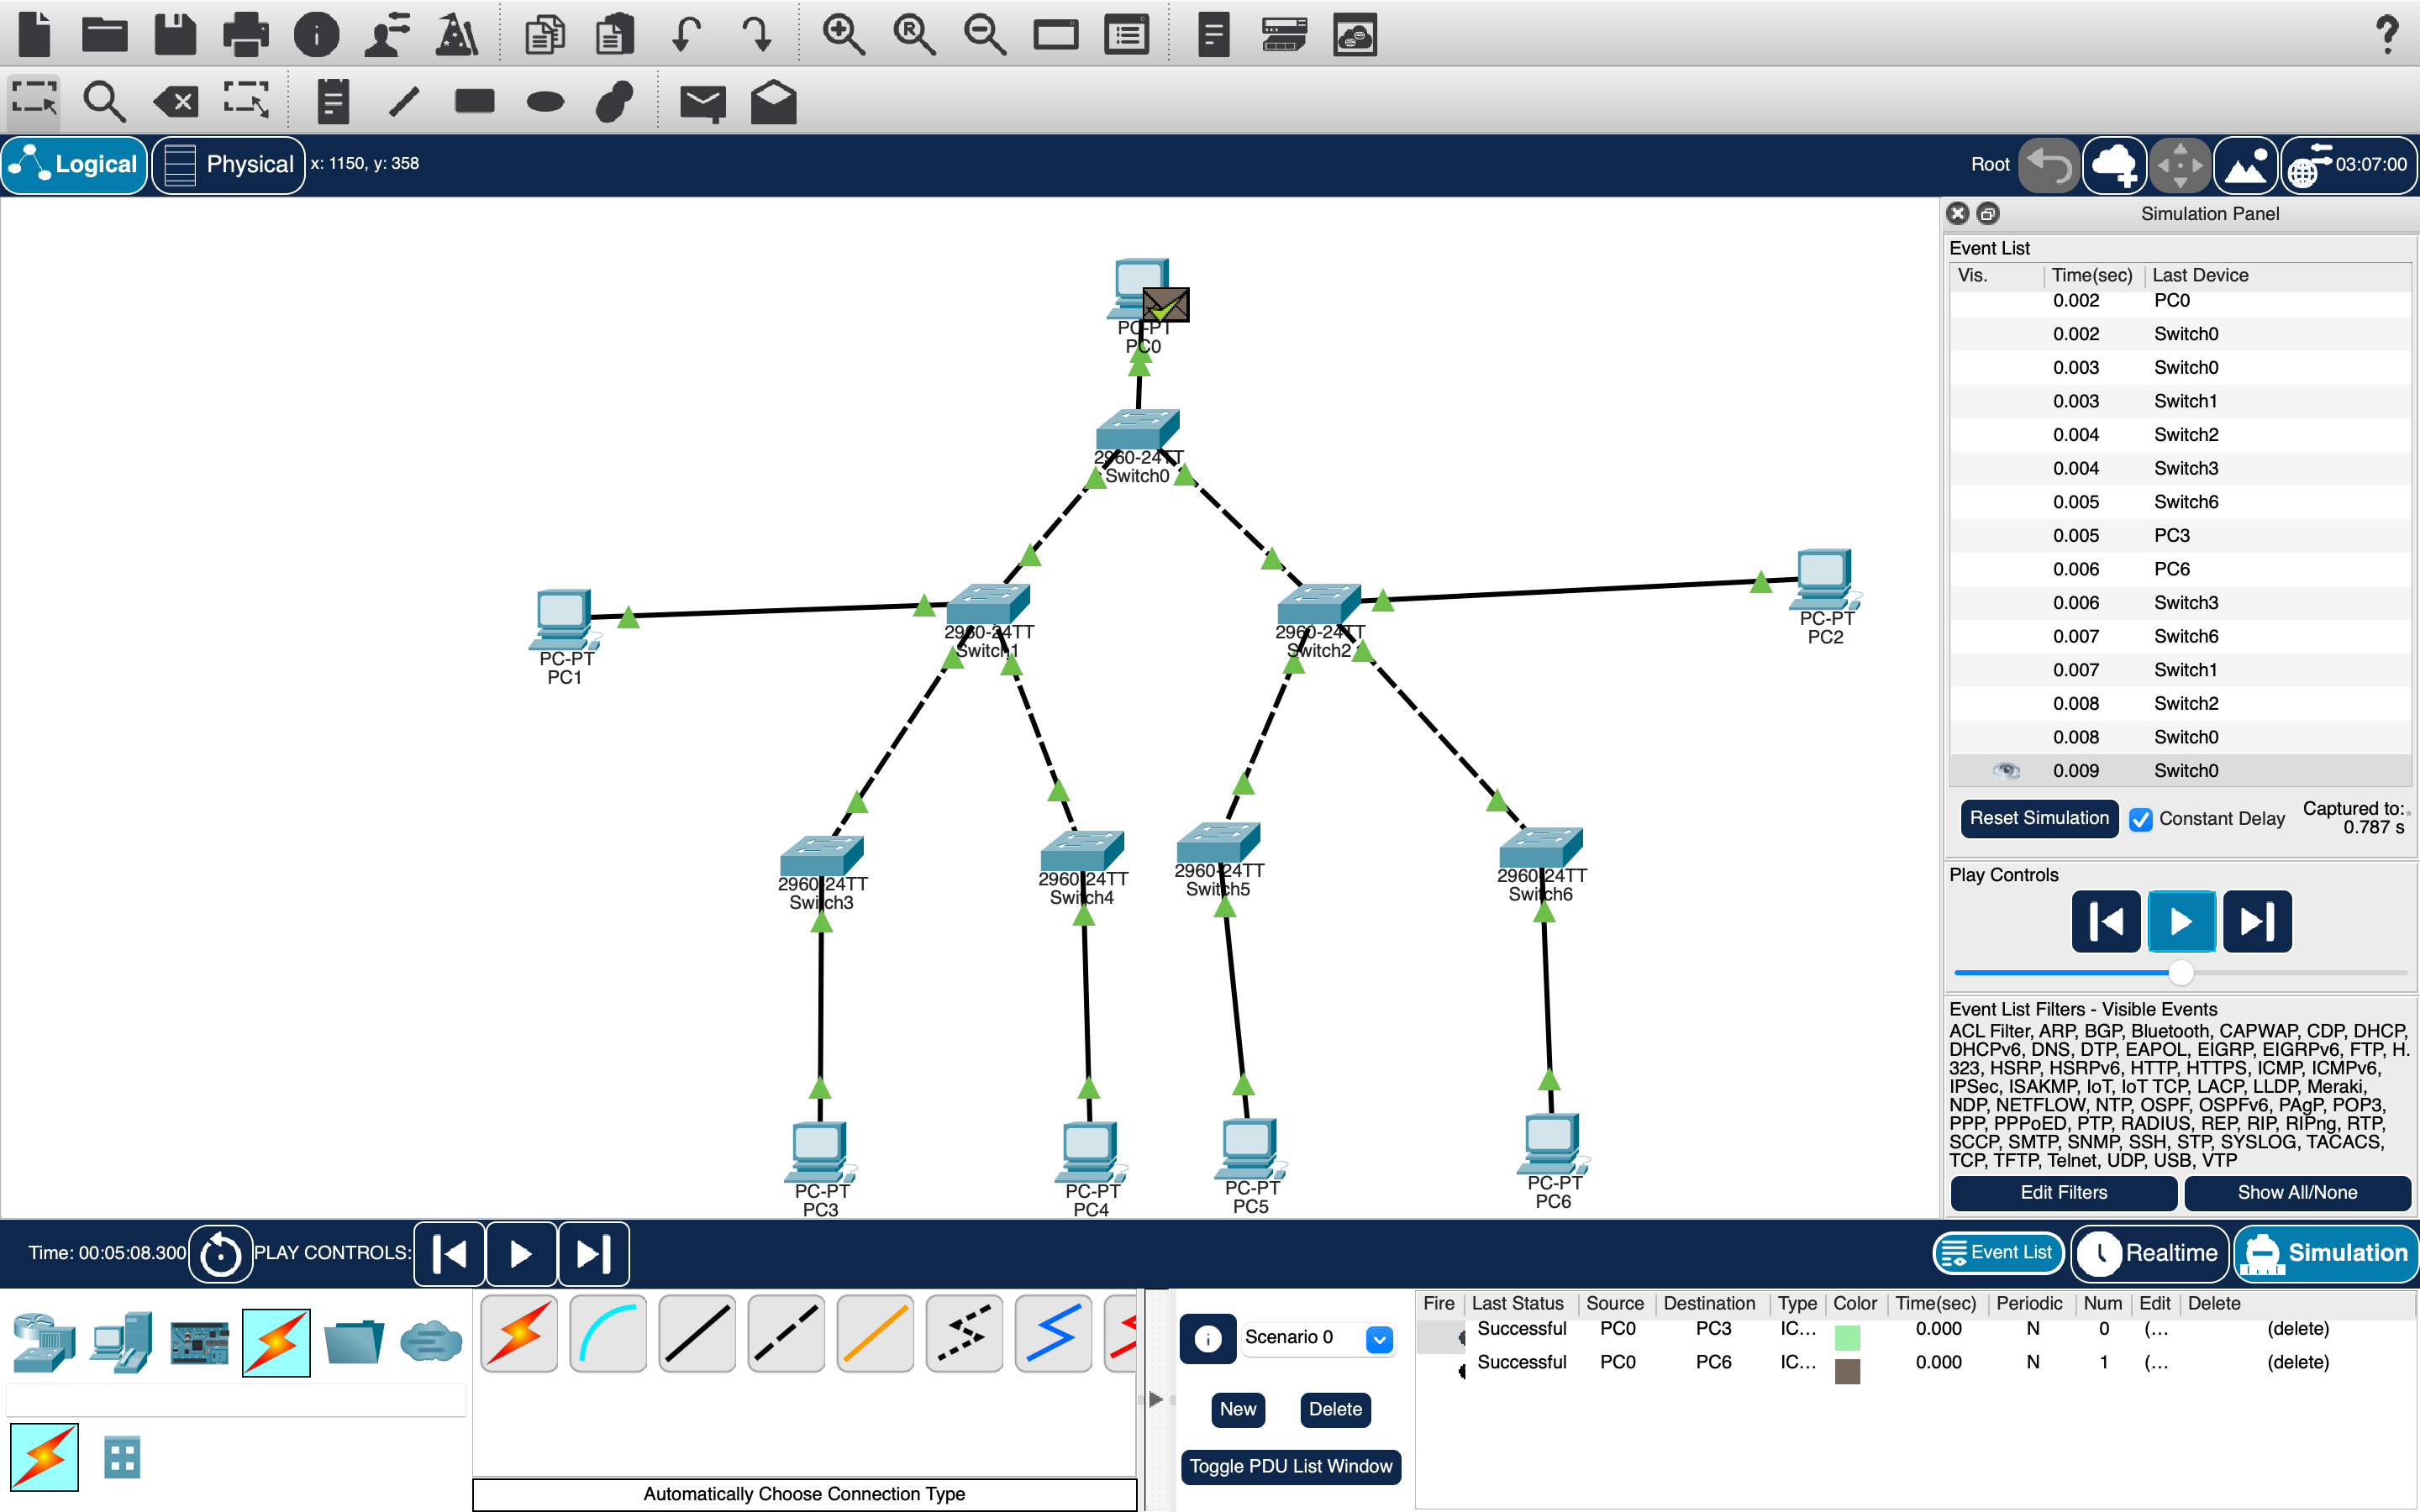 Logical
Physical
x: 1150, y: 358
Root
03:07:00
PC-PT
PC0
2960-24TT
Switch0
PC-PT
PC1
2960-24TT
Switch1
2960-24TT
Switch2
PC-PT
PC2
2960-24TT
Switch3
2960-24TT
Switch4
2960-24TT
Switch5
2960-24TT
Switch6
PC-PT
PC3
PC-PT
PC4
PC-PT
PC5
PC-PT
PC6
Simulation Panel
Event List
Vis. Time(sec) Last Device
0.002 PC0
0.002 Switch0
0.003 Switch0
0.003 Switch1
0.004 Switch2
0.004 Switch3
0.005 Switch6
0.005 PC3
0.006 PC6
0.006 Switch3
0.007 Switch6
0.007 Switch1
0.008 Switch2
0.008 Switch0
0.009 Switch0
Reset Simulation
Constant Delay
Captured to:*
0.787 s
Play Controls
Event List Filters - Visible Events
ACL Filter, ARP, BGP, Bluetooth, CAPWAP, CDP, DHCP,
DHCPv6, DNS, DTP, EAPOL, EIGRP, EIGRPv6, FTP, H.
323, HSRP, HSRPv6, HTTP, HTTPS, ICMP, ICMPv6,
IPSec, ISAKMP, IoT, IoT TCP, LACP, LLDP, Meraki,
NDP, NETFLOW, NTP, OSPF, OSPFv6, PAgP, POP3,
PPP, PPPoED, PTP, RADIUS, REP, RIP, RIPng, RTP,
SCCP, SMTP, SNMP, SSH, STP, SYSLOG, TACACS,
TCP, TFTP, Telnet, UDP, USB, VTP
Edit Filters
Show All/None
Time: 00:05:08.300
PLAY CONTROLS:
Event List
Realtime
Simulation
Automatically Choose Connection Type
Scenario 0
New
Delete
Toggle PDU List Window
Fire Last Status Source Destination Type Color Time(sec) Periodic Num Edit Delete
Successful PC0 PC3 IC... 0.000 N 0 (... (delete)
Successful PC0 PC6 IC... 0.000 N 1 (... (delete)